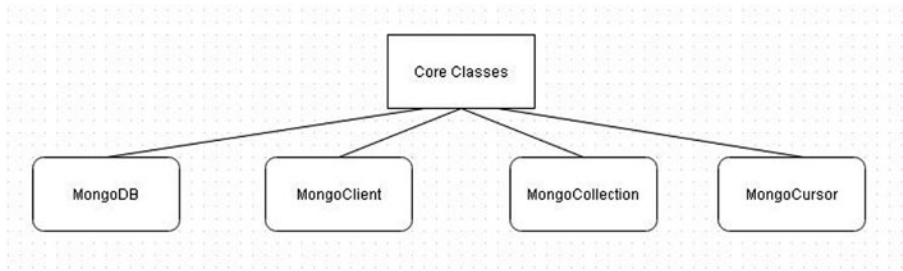 Core Classes
MongoDB
MongoClient
MongoCollection
MongoCursor